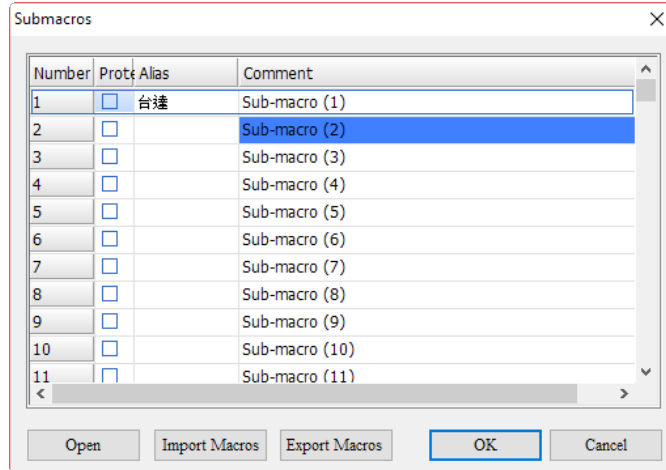 Submacros
Number Prote Alias Comment
1 台達 Sub-macro (1)
2 Sub-macro (2)
3 Sub-macro (3)
4 Sub-macro (4)
5 Sub-macro (5)
6 Sub-macro (6)
7 Sub-macro (7)
8 Sub-macro (8)
9 Sub-macro (9)
10 Sub-macro (10)
11 Sub-macro (11)
Open Import Macros Export Macros OK Cancel